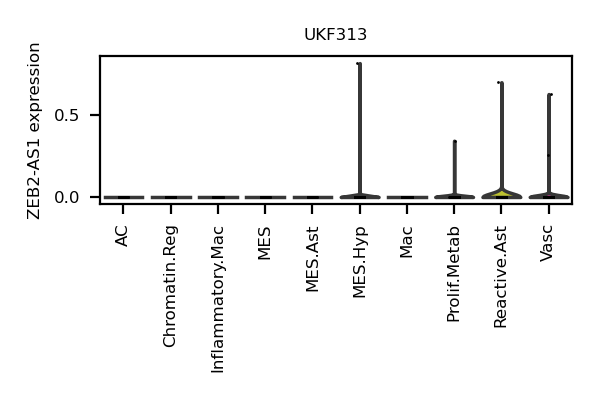 UKF313
ZEB2-AS1 expression
0.5
0.0
AC
Chromatin.Reg
Inflammatory.Mac
MES
MES.Ast
MES.Hyp
Mac
Prolif.Metab
Reactive.Ast
Vasc